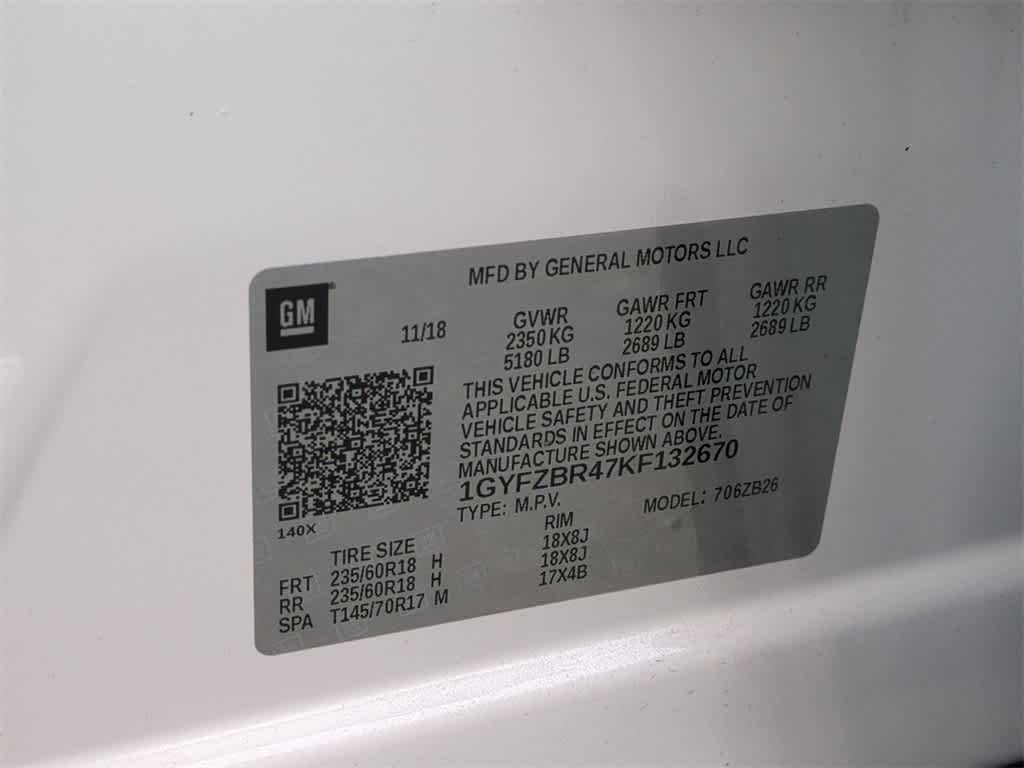 MFD BY GENERAL MOTORS LLC
GM
11/18
GVWR
2350 KG
5180 LB
GAWR FRT
1220 KG
2689 LB
GAWR RR
1220 KG
2689 LB
THIS VEHICLE CONFORMS TO ALL
APPLICABLE U.S. FEDERAL MOTOR
VEHICLE SAFETY AND THEFT PREVENTION
STANDARDS IN EFFECT ON THE DATE OF
MANUFACTURE SHOWN ABOVE.
1GYFZBR47KF132670
TYPE: M.P.V. MODEL: 706ZB26
140X
TIRE SIZE RIM
FRT 235/60R18 H 18X8J
RR 235/60R18 H 18X8J
SPA T145/70R17 M 17X4B